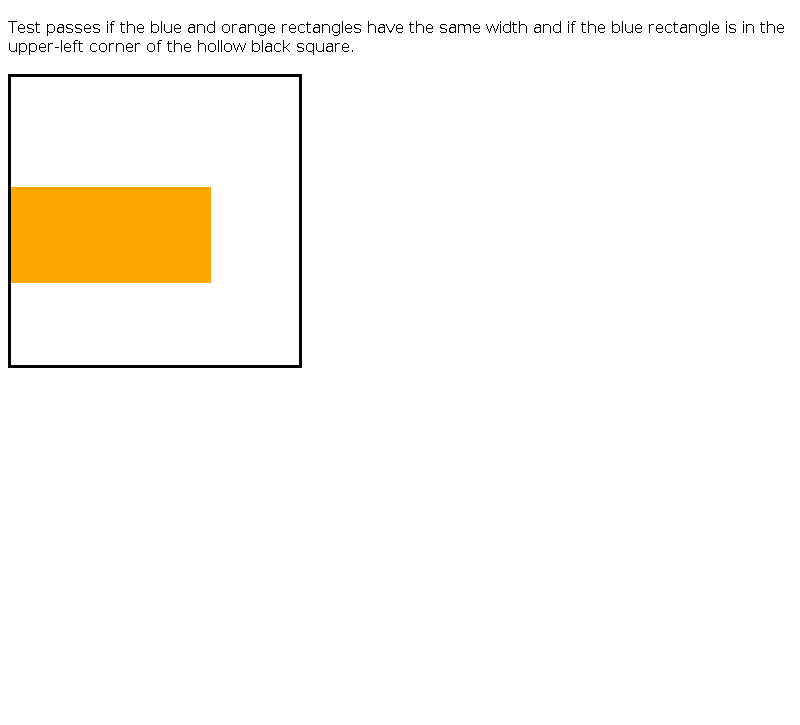 Test passes if the blue and orange rectangles have the same width and if the blue rectangle is in the
upper-left corner of the hollow black square.